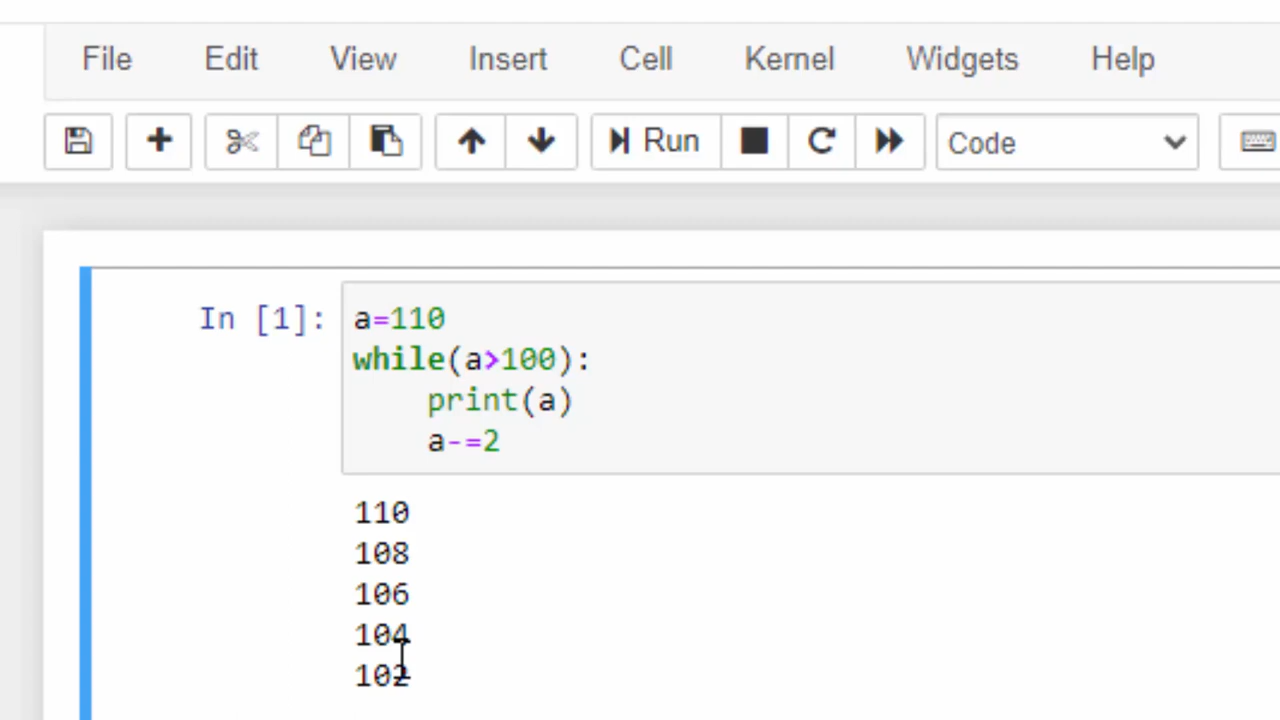 File Edit View Insert Cell Kernel Widgets Help
Run Code
In [1]: a=110
while(a>100):
    print(a)
    a-=2
110
108
106
104
102